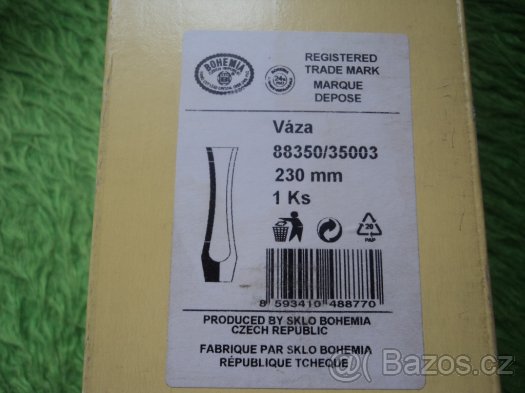 BOHEMIA
REGISTERED
TRADE MARK
MARQUE
DEPOSE
Váza
88350/35003
230 mm
1 Ks
20
PAP
8 593410 488770
PRODUCED BY SKLO BOHEMIA
CZECH REPUBLIC
FABRIQUE PAR SKLO BOHEMIA
RÉPUBLIQUE TCHEQUE
Bazos.cz